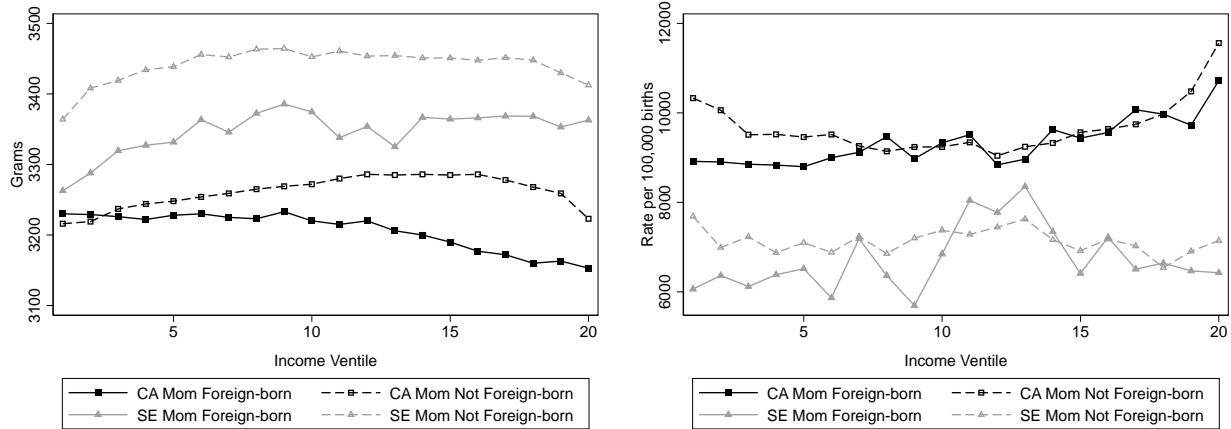 3500
3400
3300
3200
3100
Grams
5
10
15
20
Income Ventile
CA Mom Foreign-born
CA Mom Not Foreign-born
SE Mom Foreign-born
SE Mom Not Foreign-born
12000
10000
8000
6000
Rate per 100,000 births
5
10
15
20
Income Ventile
CA Mom Foreign-born
CA Mom Not Foreign-born
SE Mom Foreign-born
SE Mom Not Foreign-born